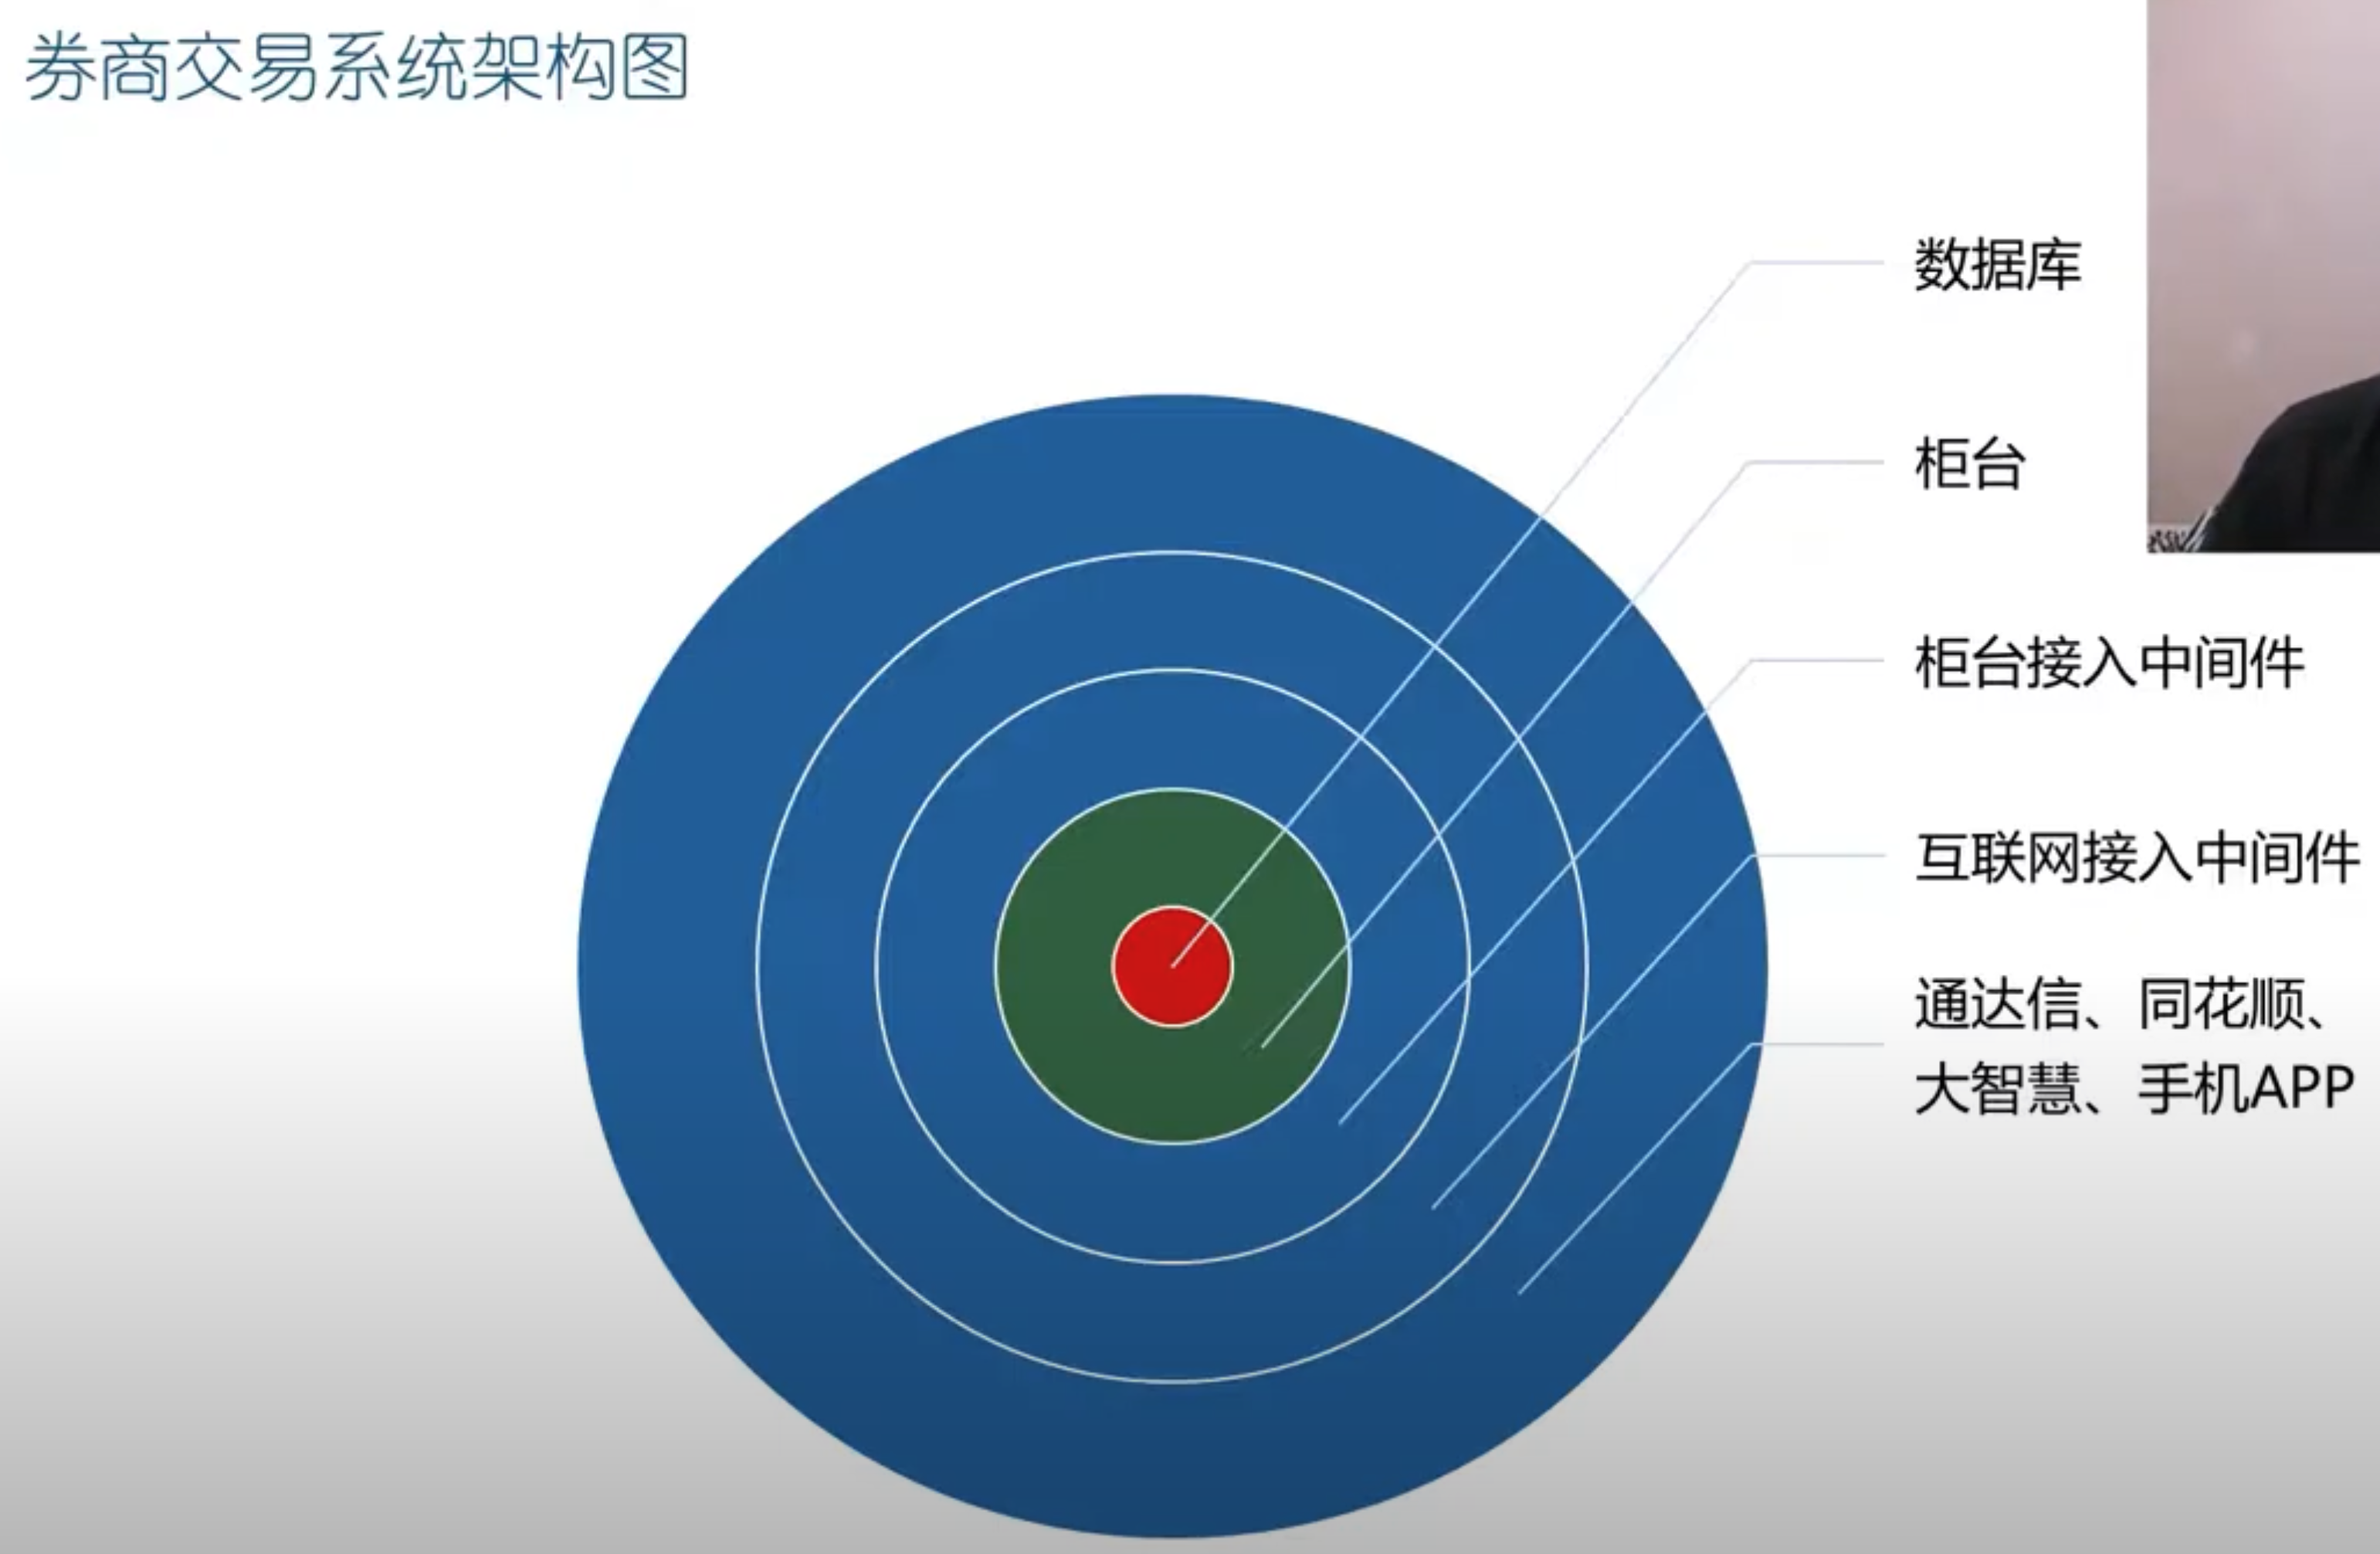 券商交易系统架构图
数据库
柜台
柜台接入中间件
互联网接入中间件
通达信、同花顺、
大智慧、手机APP